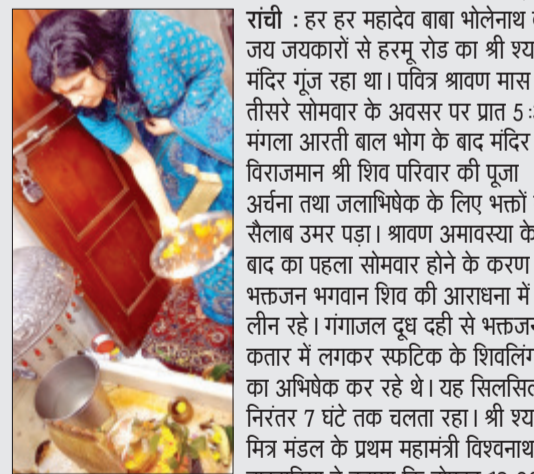 रांची : हर हर महादेव बाबा भोलेनाथ
जय जयकारों से हरमू रोड का श्री श्या
मंदिर गूंज रहा था। पवित्र श्रावण मास
तीसरे सोमवार के अवसर पर प्रात 5:
मंगला आरती बाल भोग के बाद मंदिर
विराजमान श्री शिव परिवार की पूजा
अर्चना तथा जलाभिषेक के लिए भक्तों
सैलाब उमर पड़ा। श्रावण अमावस्या के
बाद का पहला सोमवार होने के करण
भक्तजन भगवान शिव की आराधना में
लीन रहे। गंगाजल दूध दही से भक्तजन
कतार में लगकर स्फटिक के शिवलिंग
का अभिषेक कर रहे थे। यह सिलसिल
निरंतर 7 घंटे तक चलता रहा। श्री श्या
मित्र मंडल के प्रथम महामंत्री विश्वनाथ